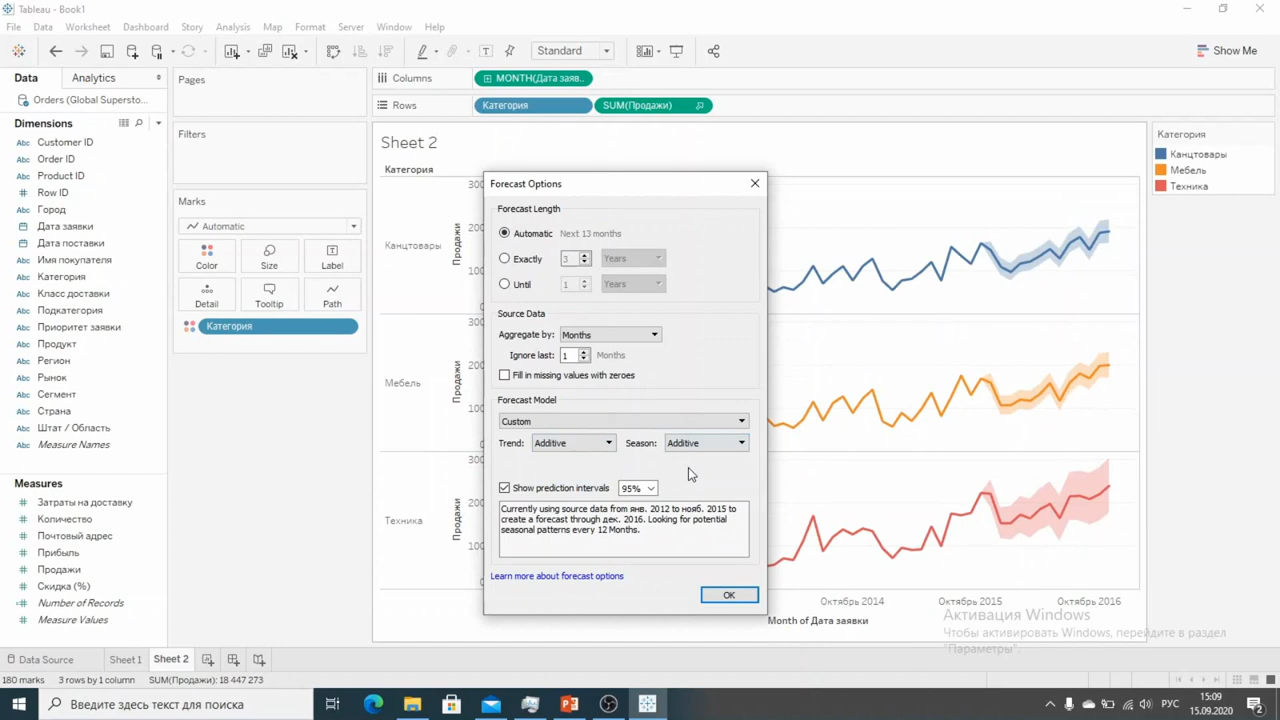 Tableau - Book1
File Data Worksheet Dashboard Story Analysis Map Format Server Window Help
Standard
Show Me
Data Analytics
Orders (Global Supersto...
Dimensions
Customer ID
Order ID
Product ID
Row ID
Город
Дата заявки
Дата поставки
Имя покупателя
Категория
Класс доставки
Подкатегория
Приоритет заявки
Продукт
Регион
Рынок
Сегмент
Страна
Штат / Область
Measure Names
Measures
Затраты на доставку
Количество
Почтовый адрес
Прибыль
Продажи
Скидка (%)
Number of Records
Measure Values
Pages
Filters
Marks
Automatic
Color Size Label
Detail Tooltip Path
Категория
Columns MONTH(Дата заяв..
Rows Категория SUM(Продажи)
Sheet 2
Категория
Канцтовары
Мебель
Техника
Продажи
Продажи
Продажи
Forecast Options
Forecast Length
Automatic Next 13 months
Exactly 3 Years
Until 1 Years
Source Data
Aggregate by: Months
Ignore last: 1 Months
Fill in missing values with zeroes
Forecast Model
Custom
Trend: Additive Season: Additive
Show prediction intervals 95%
Currently using source data from янв. 2012 to нояб. 2015 to
create a forecast through дек. 2016. Looking for potential
seasonal patterns every 12 Months.
Learn more about forecast options
OK
Октябрь 2014 Октябрь 2015 Октябрь 2016
Month of Дата заявки
Категория
Канцтовары
Мебель
Техника
Активация Windows
Чтобы активировать Windows, перейдите в раздел
"Параметры".
Data Source Sheet 1 Sheet 2
180 marks 3 rows by 1 column SUM(Продажи): 18 447 273
Введите здесь текст для поиска
РУС
15:09
15.09.2020
2